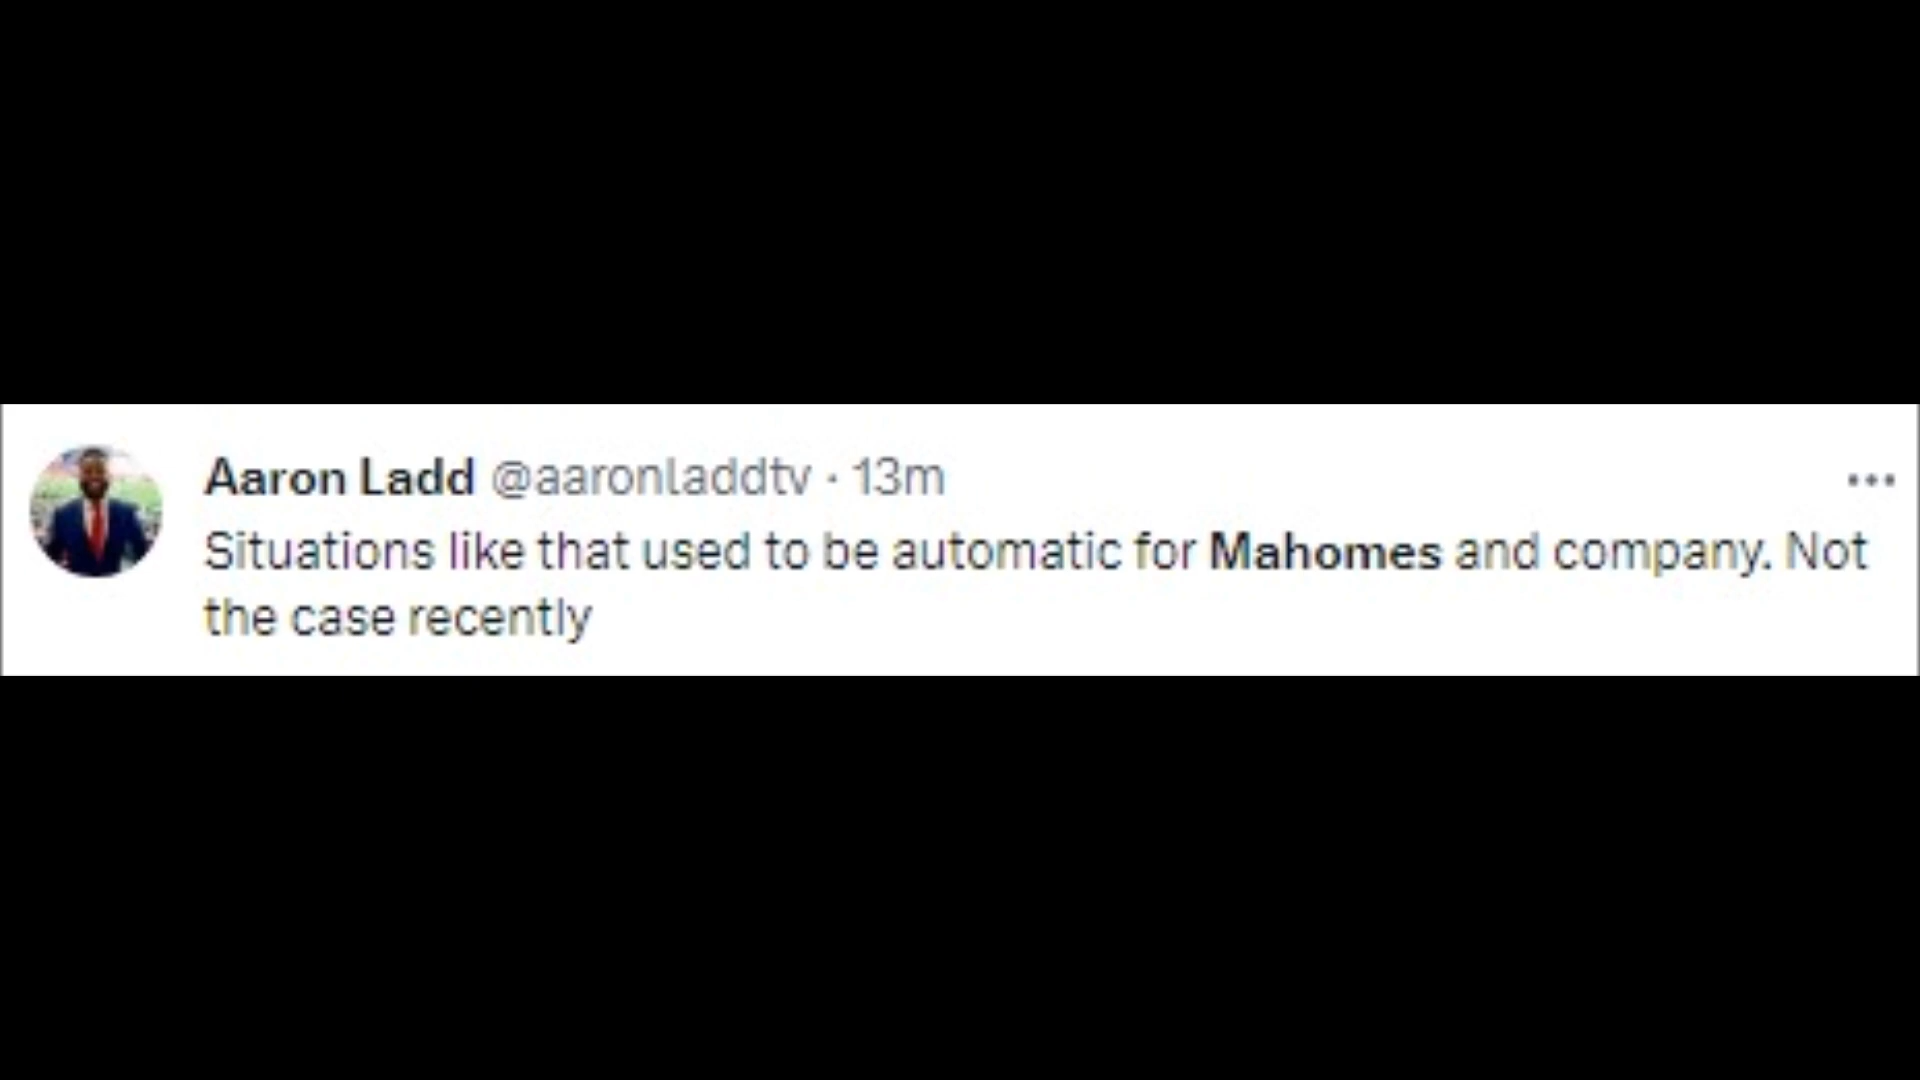 Aaron Ladd @aaronladdtv · 13m
Situations like that used to be automatic for Mahomes and company. Not
the case recently